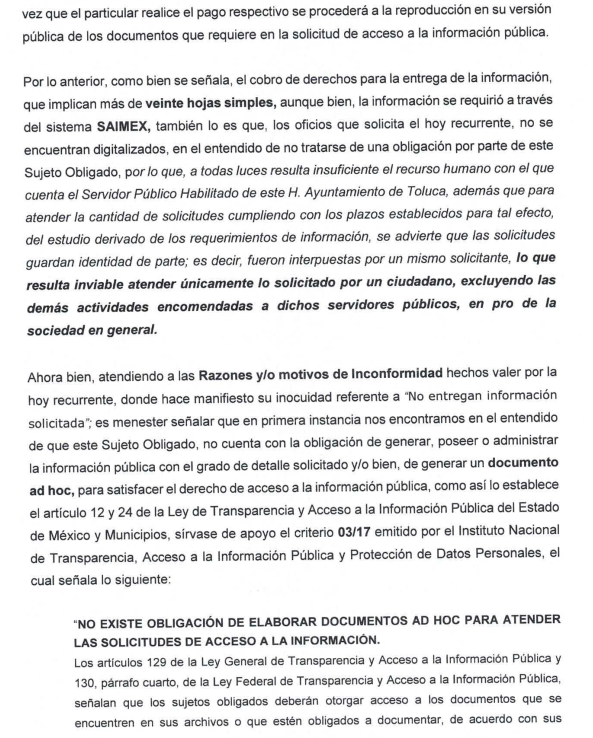 vez que el particular realice el pago respectivo se procederá a la reproducción en su versión
pública de los documentos que requiere en la solicitud de acceso a la información pública.
Por lo anterior, como bien se señala, el cobro de derechos para la entrega de la información,
que implican más de veinte hojas simples, aunque bien, la información se requirió a través
del sistema SAIMEX, también lo es que, los oficios que solicita el hoy recurrente, no se
encuentran digitalizados, en el entendido de no tratarse de una obligación por parte de este
Sujeto Obligado, por lo que, a todas luces resulta insuficiente el recurso humano con el que
cuenta el Servidor Público Habilitado de este H. Ayuntamiento de Toluca, además que para
atender la cantidad de solicitudes cumpliendo con los plazos establecidos para tal efecto,
del estudio derivado de los requerimientos de información, se advierte que las solicitudes
guardan identidad de parte; es decir, fueron interpuestas por un mismo solicitante, lo que
resulta inviable atender únicamente lo solicitado por un ciudadano, excluyendo las
demás actividades encomendadas a dichos servidores públicos, en pro de la
sociedad en general.
Ahora bien, atendiendo a las Razones y/o motivos de Inconformidad hechos valer por la
hoy recurrente, donde hace manifiesto su inocuidad referente a "No entregan información
solicitada"; es menester señalar que en primera instancia nos encontramos en el entendido
de que este Sujeto Obligado, no cuenta con la obligación de generar, poseer o administrar
la información pública con el grado de detalle solicitado y/o bien, de generar un documento
ad hoc, para satisfacer el derecho de acceso a la información pública, como así lo establece
el artículo 12 y 24 de la Ley de Transparencia y Acceso a la Información Pública del Estado
de México y Municipios, sírvase de apoyo el criterio 03/17 emitido por el Instituto Nacional
de Transparencia, Acceso a la Información Pública y Protección de Datos Personales, el
cual señala lo siguiente:
"NO EXISTE OBLIGACIÓN DE ELABORAR DOCUMENTOS AD HOC PARA ATENDER
LAS SOLICITUDES DE ACCESO A LA INFORMACIÓN.
Los artículos 129 de la Ley General de Transparencia y Acceso a la Información Pública y
130, párrafo cuarto, de la Ley Federal de Transparencia y Acceso a la Información Pública,
señalan que los sujetos obligados deberán otorgar acceso a los documentos que se
encuentren en sus archivos o que estén obligados a documentar, de acuerdo con sus